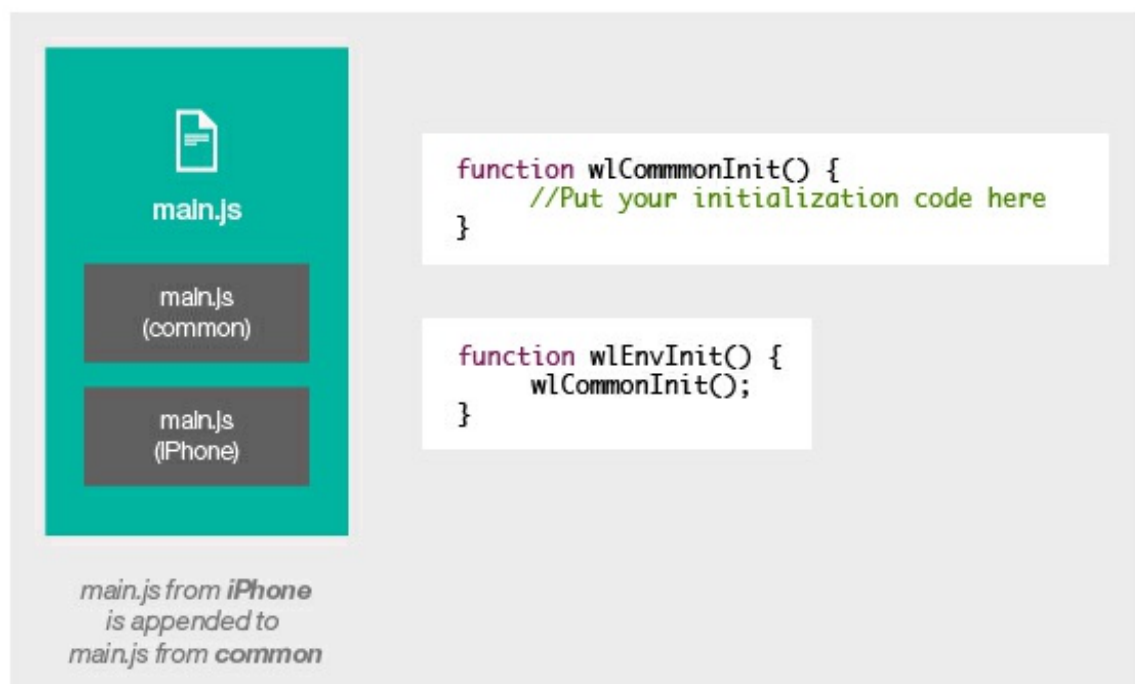 main.js
main.js
(common)
main.js
(iPhone)
main.js from iPhone
is appended to
main.js from common
function wlCommmonInit() {
//Put your initialization code here
}
function wlEnvInit() {
wlCommonInit();
}